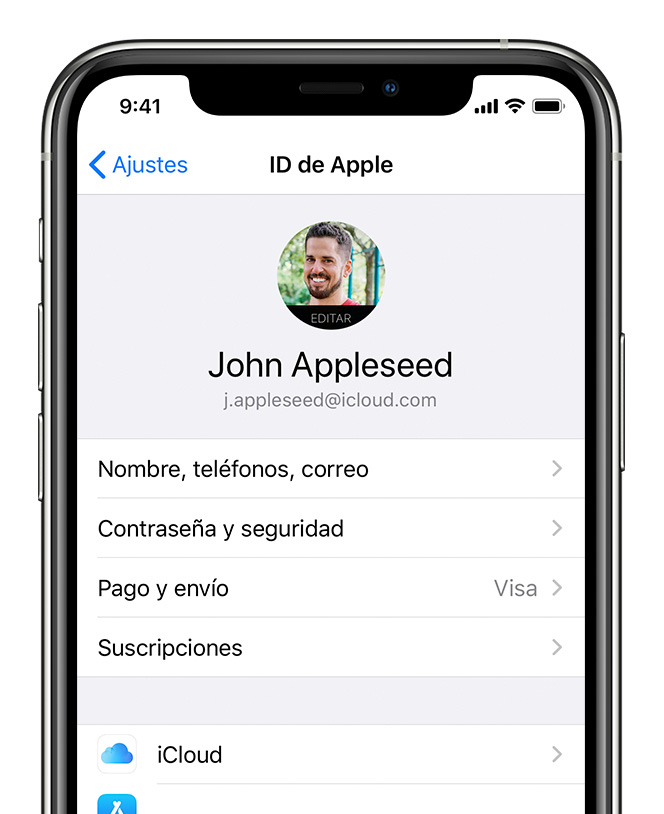 9:41
Ajustes
ID de Apple
EDITAR
John Appleseed
j.appleseed@icloud.com
Nombre, teléfonos, correo
Contraseña y seguridad
Pago y envío Visa
Suscripciones
iCloud